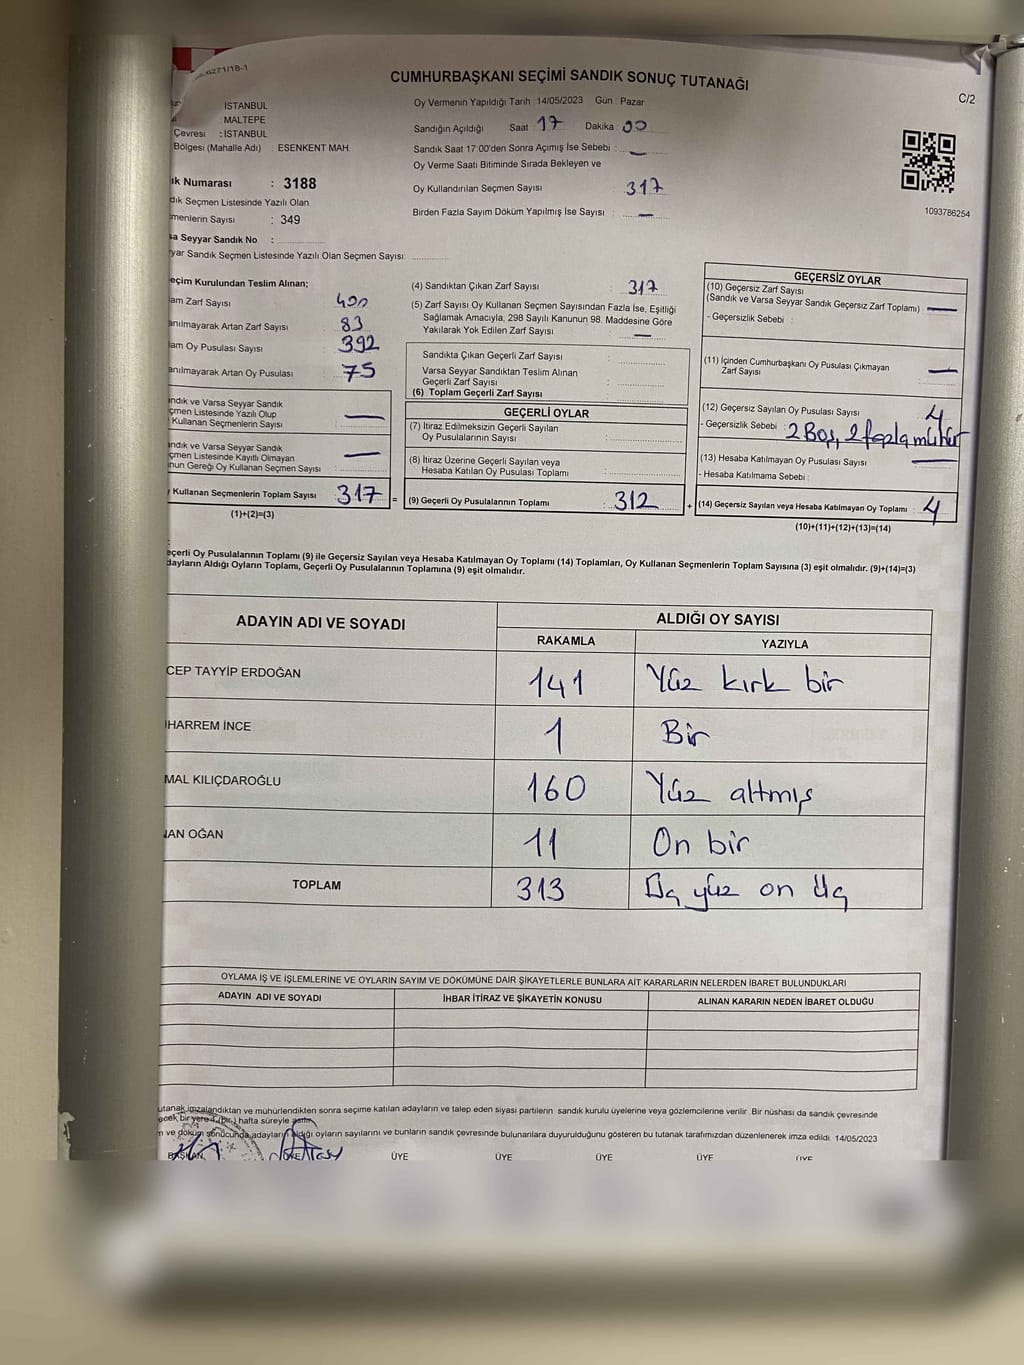 6271/18-1
CUMHURBAŞKANI SEÇİMİ SANDIK SONUÇ TUTANAĞI
C/2
İSTANBUL
MALTEPE
Çevresi : İSTANBUL
Bölgesi (Mahalle Adı) : ESENKENT MAH.
ık Numarası : 3188
dık Seçmen Listesinde Yazılı Olan
menlerin Sayısı : 349
sa Seyyar Sandık No :
yar Sandık Seçmen Listesinde Yazılı Olan Seçmen Sayısı:
Oy Vermenin Yapıldığı Tarih : 14/05/2023 Gün : Pazar
Sandığın Açıldığı Saat 17 Dakika : 00
Sandık Saat 17:00'den Sonra Açımış İse Sebebi : —
Oy Verme Saati Bitiminde Sırada Bekleyen ve
Oy Kullandırılan Seçmen Sayısı 317
Birden Fazla Sayım Döküm Yapılmış İse Sayısı : —
1093786254
eçim Kurulundan Teslim Alınan;
am Zarf Sayısı 400
anılmayarak Artan Zarf Sayısı 83
lam Oy Pusulası Sayısı 392
anılmayarak Artan Oy Pusulası 75
andık ve Varsa Seyyar Sandık
çmen Listesinde Yazılı Olup
Kullanan Seçmenlerin Sayısı —
andık ve Varsa Seyyar Sandık
çmen Listesinde Kayıtlı Olmayan
nun Gereği Oy Kullanan Seçmen Sayısı —
Kullanan Seçmenlerin Toplam Sayısı 317 =
(1)+(2)=(3)
(4) Sandıktan Çıkan Zarf Sayısı : 317
(5) Zarf Sayısı Oy Kullanan Seçmen Sayısından Fazla İse, Eşitliği
Sağlamak Amacıyla, 298 Sayılı Kanunun 98. Maddesine Göre
Yakılarak Yok Edilen Zarf Sayısı : —
Sandıkta Çıkan Geçerli Zarf Sayısı :
Varsa Seyyar Sandıktan Teslim Alınan
Geçerli Zarf Sayısı :
(6) Toplam Geçerli Zarf Sayısı :
GEÇERLİ OYLAR
(7) İtiraz Edilmeksizin Geçerli Sayılan
Oy Pusulalarının Sayısı :
(8) İtiraz Üzerine Geçerli Sayılan veya
Hesaba Katılan Oy Pusulası Toplamı :
(9) Geçerli Oy Pusulalarının Toplamı : 312 +
GEÇERSİZ OYLAR
(10) Geçersiz Zarf Sayısı
(Sandık ve Varsa Seyyar Sandık Geçersiz Zarf Toplamı) : —
- Geçersizlik Sebebi :
(11) İçinden Cumhurbaşkanı Oy Pusulası Çıkmayan
Zarf Sayısı : —
(12) Geçersiz Sayılan Oy Pusulası Sayısı : 4
- Geçersizlik Sebebi : 2 Boş, 2 fazla mühür
(13) Hesaba Katılmayan Oy Pusulası Sayısı : —
- Hesaba Katılmama Sebebi :
(14) Geçersiz Sayılan veya Hesaba Katılmayan Oy Toplamı : 4
(10)+(11)+(12)+(13)=(14)
eçerli Oy Pusulalarının Toplamı (9) ile Geçersiz Sayılan veya Hesaba Katılmayan Oy Toplamı (14) Toplamları, Oy Kullanan Seçmenlerin Toplam Sayısına (3) eşit olmalıdır. (9)+(14)=(3)
dayların Aldığı Oyların Toplamı, Geçerli Oy Pusulalarının Toplamına (9) eşit olmalıdır.
ADAYIN ADI VE SOYADI
ALDIĞI OY SAYISI
RAKAMLA YAZIYLA
CEP TAYYİP ERDOĞAN 141 Yüz kırk bir
HARREM İNCE 1 Bir
MAL KILIÇDAROĞLU 160 Yüz altmış
NAN OĞAN 11 On bir
TOPLAM 313 Üç yüz on üç
OYLAMA İŞ VE İŞLEMLERİNE VE OYLARIN SAYIM VE DÖKÜMÜNE DAİR ŞİKAYETLERLE BUNLARA AİT KARARLARIN NELERDEN İBARET BULUNDUKLARI
ADAYIN ADI VE SOYADI İHBAR İTİRAZ VE ŞİKAYETİN KONUSU ALINAN KARARIN NEDEN İBARET OLDUĞU
utanak imzalandıktan ve mühürlendikten sonra seçime katılan adayların ve talep eden siyasi partilerin sandık kurulu üyelerine veya gözlemcilerine verilir. Bir nüshası da sandık çevresinde
ecek bir yere 1 (bir) hafta süreyle asılır.
m ve döküm sonucunda adayların aldığı oyların sayılarını ve bunların sandık çevresinde bulunanlara duyurulduğunu gösteren bu tutanak tarafımızdan düzenlenerek imza edildi. 14/05/2023
BAŞKAN ÜYE ÜYE ÜYE ÜYE ÜYE